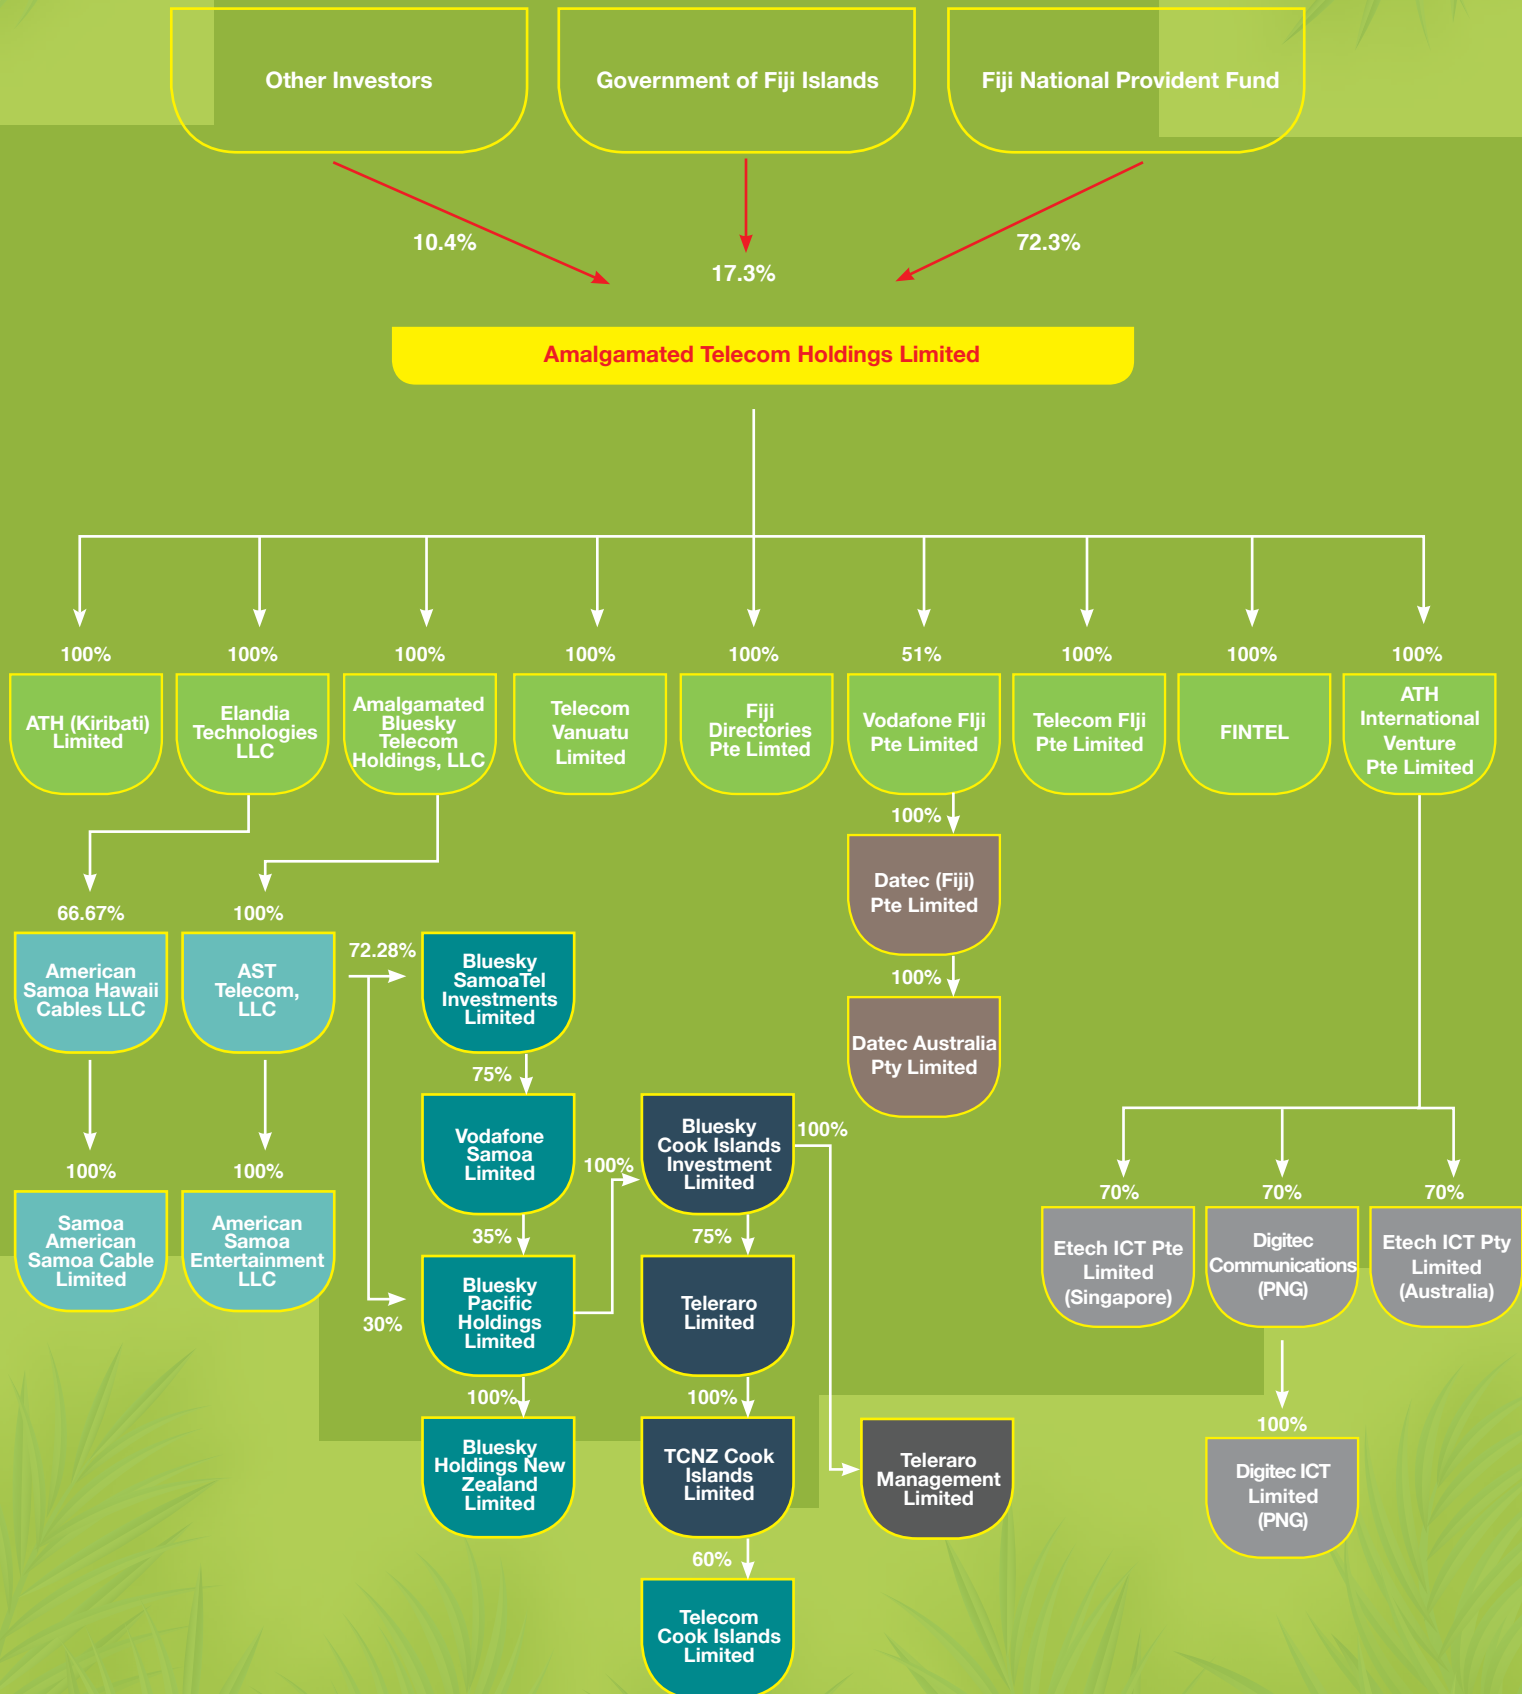 Other Investors
Government of Fiji Islands
Fiji National Provident Fund
10.4%
17.3%
72.3%
Amalgamated Telecom Holdings Limited
100%
100%
100%
100%
100%
51%
100%
100%
100%
ATH (Kiribati)
Limited
Elandia
Technologies
LLC
Amalgamated
Bluesky
Telecom
Holdings, LLC
Telecom
Vanuatu
Limited
Fiji
Directories
Pte Limted
Vodafone FIji
Pte Limited
Telecom FIji
Pte Limited
FINTEL
ATH
International
Venture
Pte Limited
100%
Datec (Fiji)
Pte Limited
100%
Datec Australia
Pty Limited
66.67%
American
Samoa Hawaii
Cables LLC
100%
Samoa
American
Samoa Cable
Limited
100%
AST
Telecom,
LLC
100%
American
Samoa
Entertainment
LLC
72.28%
Bluesky
SamoaTel
Investments
Limited
75%
Vodafone
Samoa
Limited
35%
30%
Bluesky
Pacific
Holdings
Limited
100%
Bluesky
Holdings New
Zealand
Limited
100%
Bluesky
Cook Islands
Investment
Limited
100%
75%
Teleraro
Limited
100%
TCNZ Cook
Islands
Limited
60%
Telecom
Cook Islands
Limited
Teleraro
Management
Limited
70%
Etech ICT Pte
Limited
(Singapore)
70%
Digitec
Communications
(PNG)
70%
Etech ICT Pty
Limited
(Australia)
100%
Digitec ICT
Limited
(PNG)